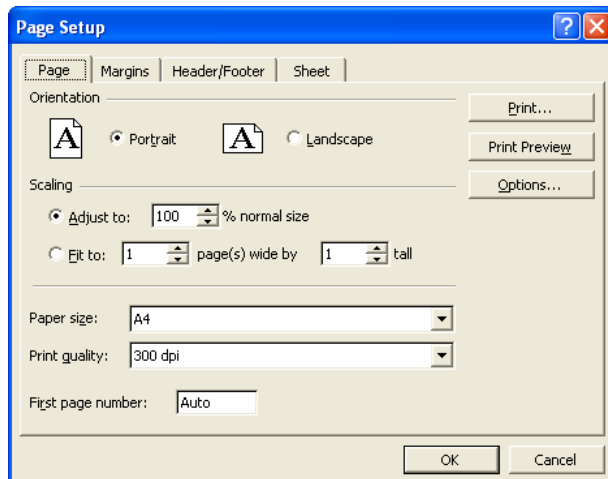 Page Setup
Page Margins Header/Footer Sheet
Orientation
A Portrait A Landscape
Print...
Print Preview
Options...
Scaling
Adjust to: 100 % normal size
Fit to: 1 page(s) wide by 1 tall
Paper size: A4
Print quality: 300 dpi
First page number: Auto
OK Cancel